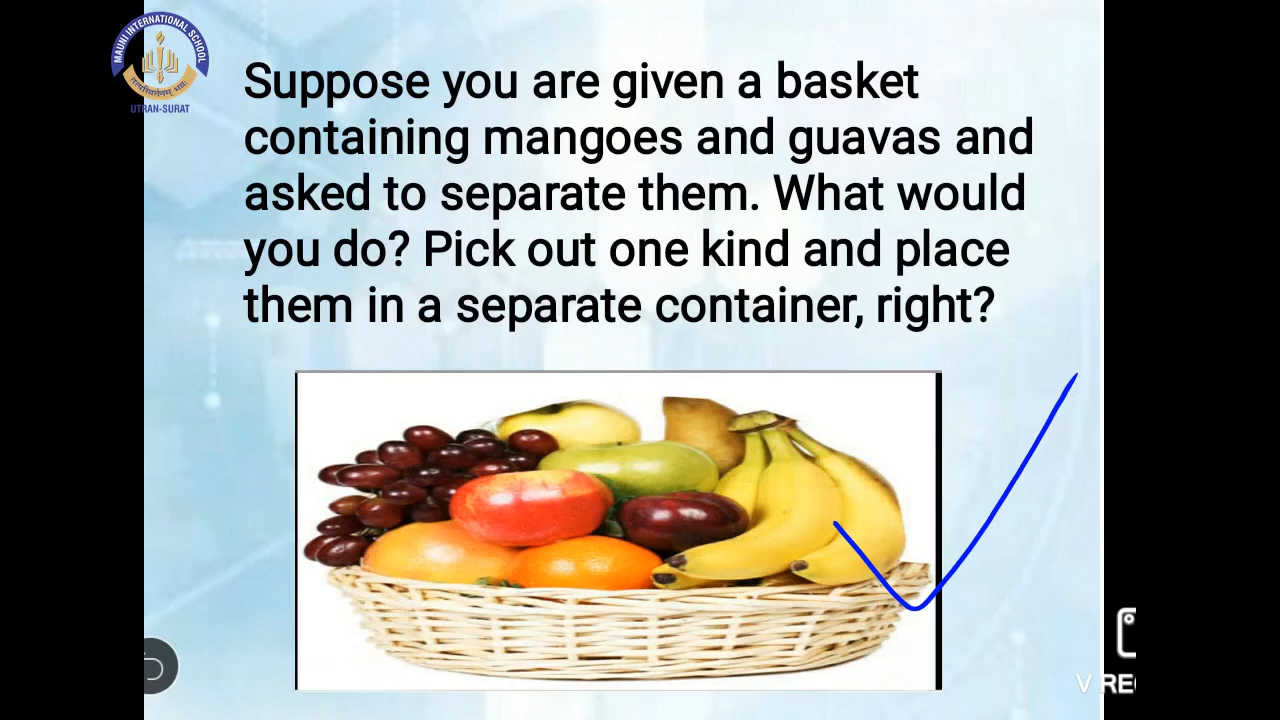 MAUNI INTERNATIONAL SCHOOL
UTRAN-SURAT
Suppose you are given a basket
containing mangoes and guavas and
asked to separate them. What would
you do? Pick out one kind and place
them in a separate container, right?
V REC